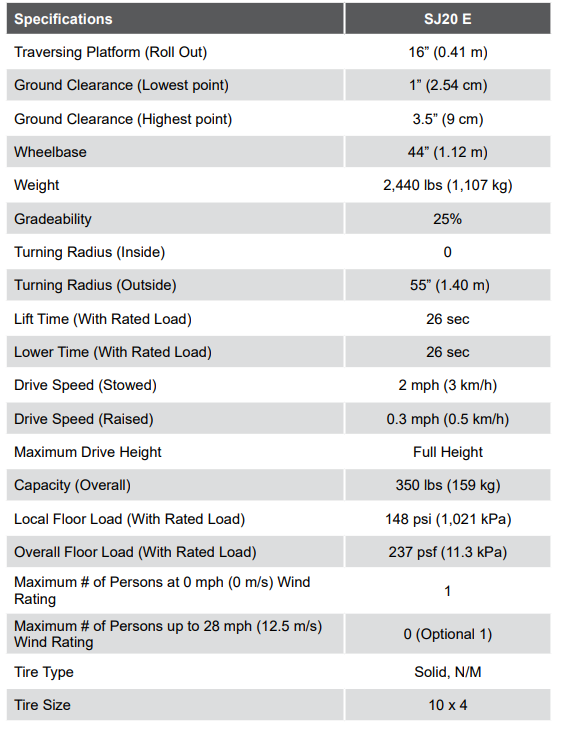 Specifications SJ20 E
Traversing Platform (Roll Out) 16” (0.41 m)
Ground Clearance (Lowest point) 1” (2.54 cm)
Ground Clearance (Highest point) 3.5” (9 cm)
Wheelbase 44” (1.12 m)
Weight 2,440 lbs (1,107 kg)
Gradeability 25%
Turning Radius (Inside) 0
Turning Radius (Outside) 55” (1.40 m)
Lift Time (With Rated Load) 26 sec
Lower Time (With Rated Load) 26 sec
Drive Speed (Stowed) 2 mph (3 km/h)
Drive Speed (Raised) 0.3 mph (0.5 km/h)
Maximum Drive Height Full Height
Capacity (Overall) 350 lbs (159 kg)
Local Floor Load (With Rated Load) 148 psi (1,021 kPa)
Overall Floor Load (With Rated Load) 237 psf (11.3 kPa)
Maximum # of Persons at 0 mph (0 m/s) Wind
Rating 1
Maximum # of Persons up to 28 mph (12.5 m/s)
Wind Rating 0 (Optional 1)
Tire Type Solid, N/M
Tire Size 10 x 4